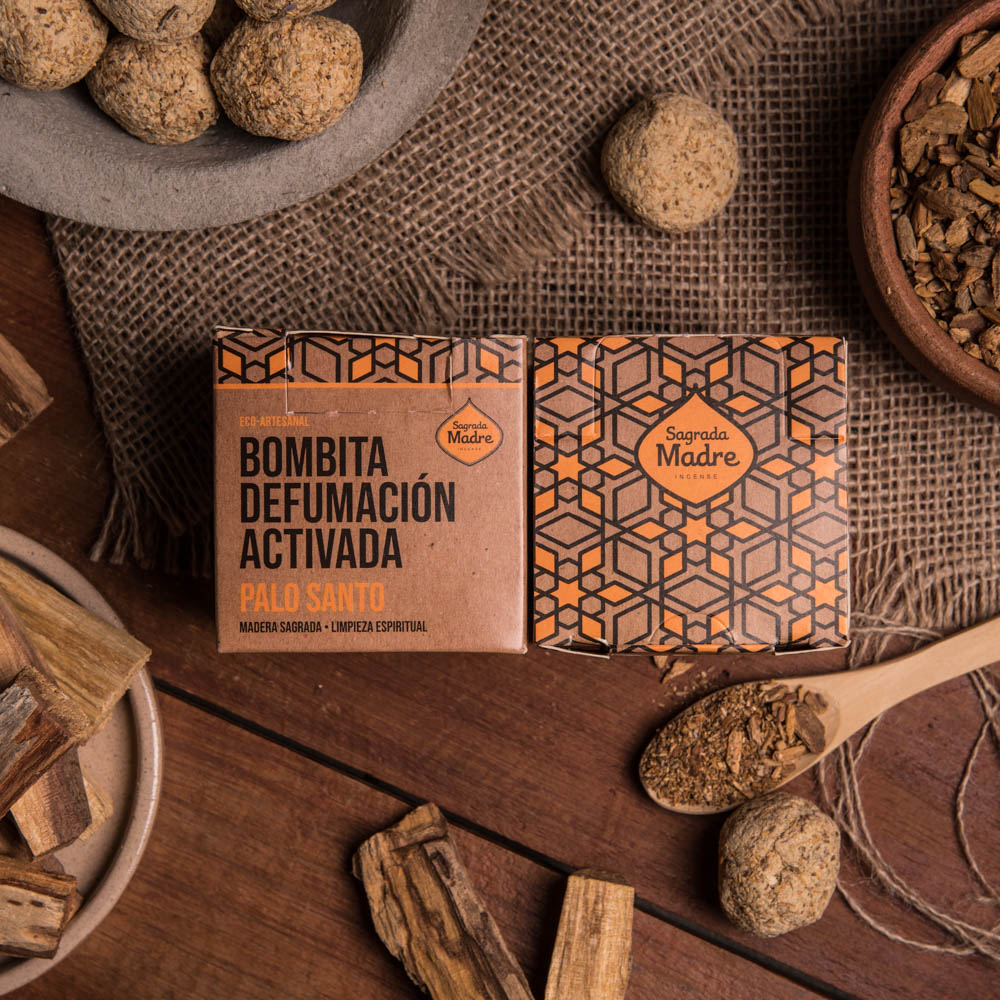 ECO-ARTESANAL
BOMBITA
DEFUMACIÓN
ACTIVADA
PALO SANTO
MADERA SAGRADA • LIMPIEZA ESPIRITUAL
Sagrada
Madre
INCENSE
Sagrada
Madre
INCENSE